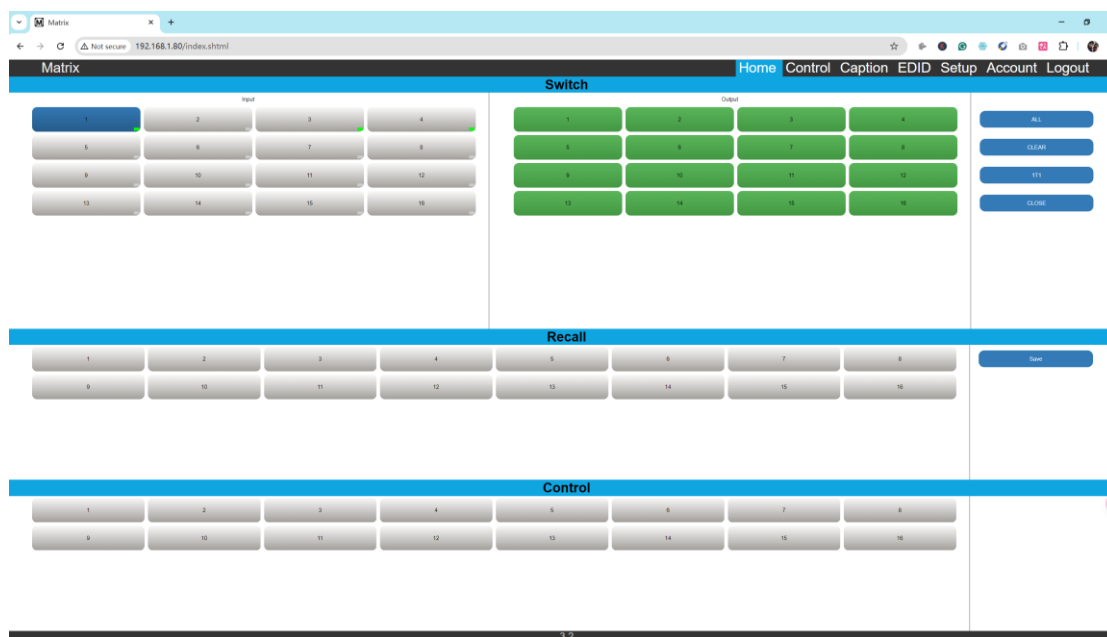 Matrix
Not secure 192.168.1.80/index.shtml
Matrix Home Control Caption EDID Setup Account Logout
Switch
Input Output
1 2 3 4 1 2 3 4 ALL
5 6 7 8 5 6 7 8 CLEAR
9 10 11 12 9 10 11 12 1T1
13 14 15 16 13 14 15 16 CLOSE
Recall
1 2 3 4 5 6 7 8 Save
9 10 11 12 13 14 15 16
Control
1 2 3 4 5 6 7 8
9 10 11 12 13 14 15 16
3.2